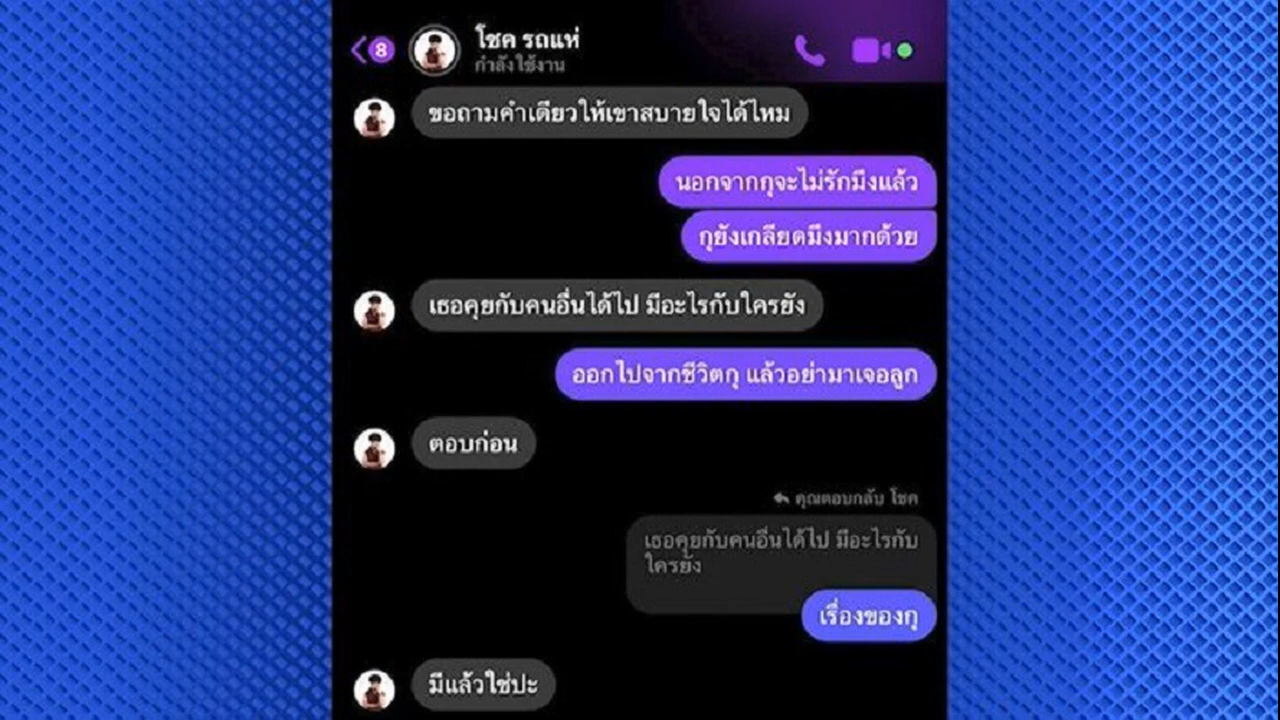 8
โชค รถแห่
กำลังใช้งาน
ขอถามคำเดียวให้เขาสบายใจได้ไหม
นอกจากกุจะไม่รักมึงแล้ว
กุยังเกลียดมึงมากด้วย
เธอคุยกับคนอื่นได้ไป มีอะไรกับใครยัง
ออกไปจากชีวิตกุ แล้วอย่ามาเจอลูก
ตอบก่อน
คุณตอบกลับ โชค
เธอคุยกับคนอื่นได้ไป มีอะไรกับ
ใครยัง
เรื่องของกุ
มีแล้วใช่ปะ